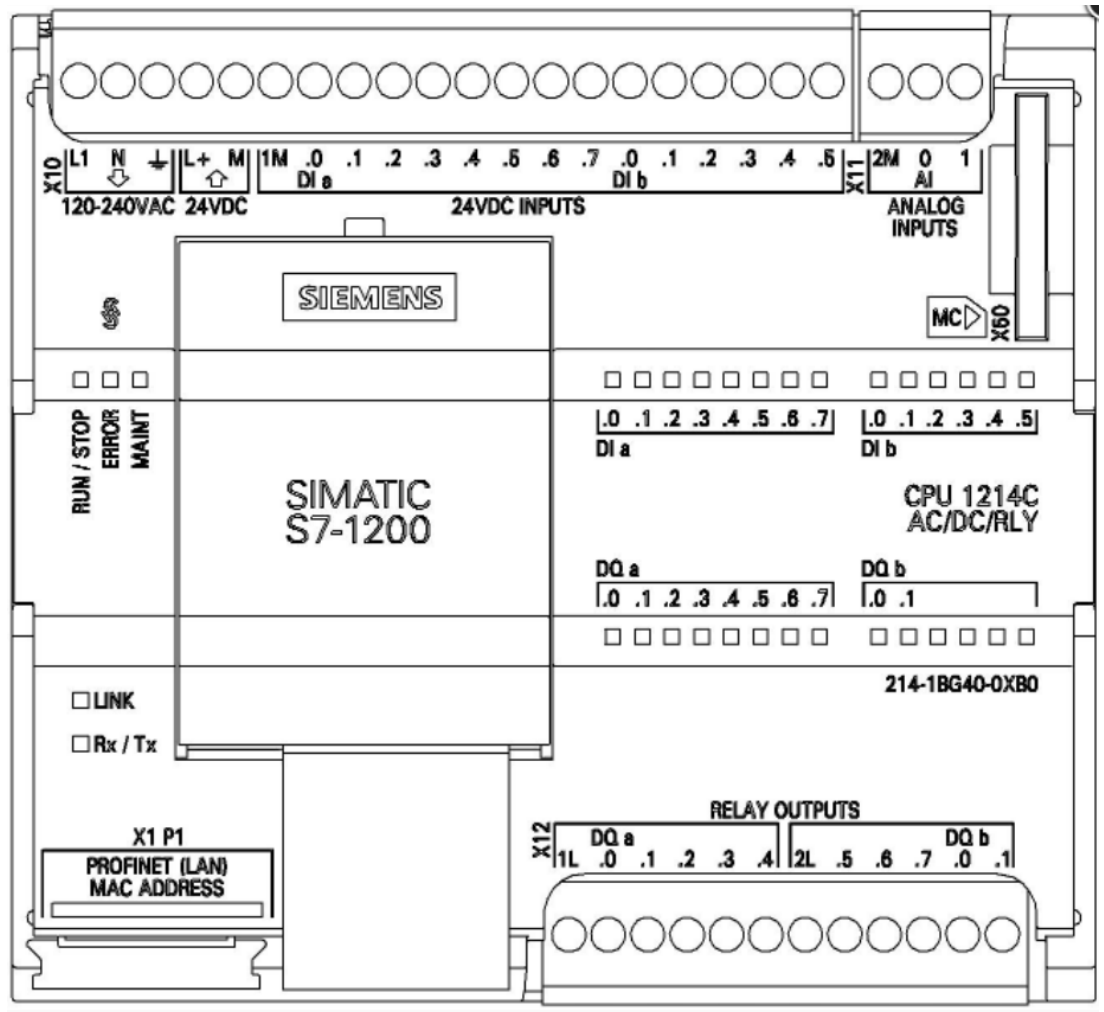 X10
L1 N L+ M 1M .0 .1 .2 .3 .4 .5 .6 .7 .0 .1 .2 .3 .4 .5
X11
2M 0 1
DI a DI b AI
120-240VAC 24VDC 24VDC INPUTS ANALOG
INPUTS
SIEMENS
MC
X60
RUN / STOP
ERROR
MAINT
.0 .1 .2 .3 .4 .5 .6 .7 .0 .1 .2 .3 .4 .5
DI a DI b
SIMATIC
S7-1200
CPU 1214C
AC/DC/RLY
DQ a DQ b
.0 .1 .2 .3 .4 .5 .6 .7 .0 .1
214-1BG40-0XB0
LINK
Rx / Tx
X1 P1
PROFINET (LAN)
MAC ADDRESS
RELAY OUTPUTS
X12
DQ a DQ b
1L .0 .1 .2 .3 .4 2L .5 .6 .7 .0 .1